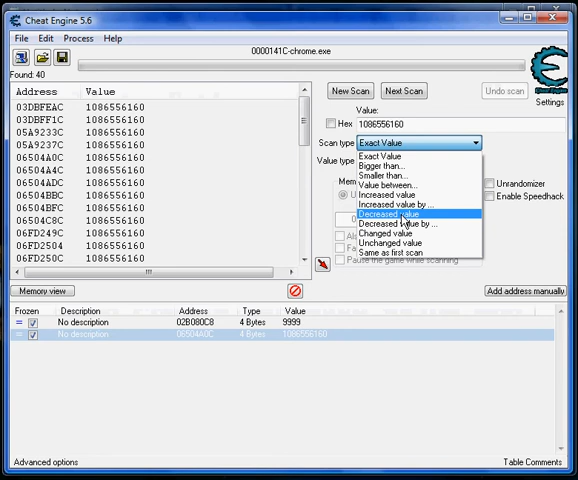 Cheat Engine 5.6
File Edit Process Help
0000141C-chrome.exe
Found: 40
Address Value
03DBFEAC 1086556160
03DBFF1C 1086556160
05A9233C 1086556160
05A9237C 1086556160
06504A0C 1086556160
06504A4C 1086556160
06504ADC 1086556160
06504BBC 1086556160
06504BFC 1086556160
06504C8C 1086556160
06FD249C 1086556160
06FD2504 1086556160
06FD250C 1086556160
New Scan Next Scan Undo scan
Cheat Engine
Settings
Value:
Hex 1086556160
Scan type Exact Value
Value type
Exact Value
Bigger than...
Smaller than...
Value between...
Increased value
Increased value by ...
Decreased value
Decreased value by ...
Changed value
Unchanged value
Same as first scan
Unrandomizer
Enable Speedhack
Pause the game while scanning
Memory view
Add address manually
Frozen Description Address Type Value
No description 02B080C8 4 Bytes 9999
No description 06504A0C 4 Bytes 1086556160
Advanced options Table Comments